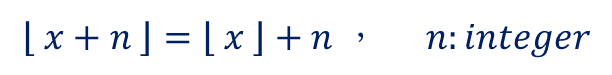 ⌊ x + n ⌋ = ⌊ x ⌋ + n , n: integer